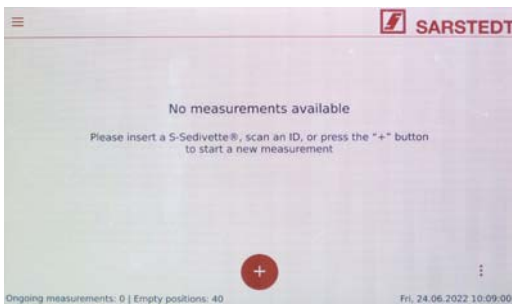 SARSTEDT
No measurements available
Please insert a S-Sedivette®, scan an ID, or press the "+" button
to start a new measurement
+
Ongoing measurements: 0 | Empty positions: 40
Fri, 24.06.2022 10:09:00